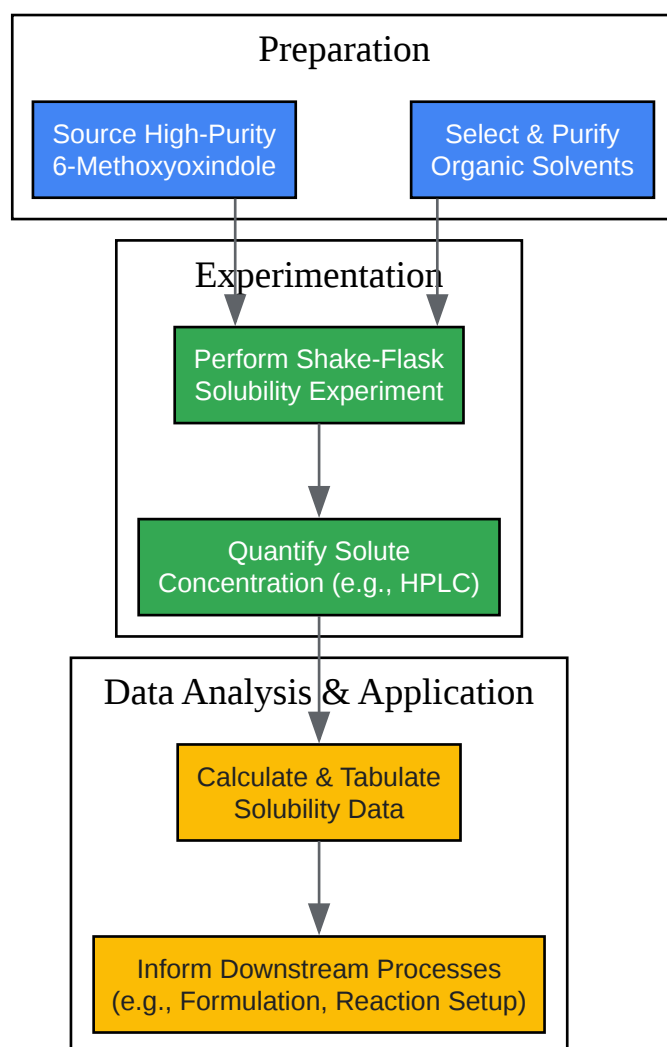 Preparation
Source High-Purity
6-Methoxyoxindole
Select & Purify
Organic Solvents
Experimentation
Perform Shake-Flask
Solubility Experiment
Quantify Solute
Concentration (e.g., HPLC)
Data Analysis & Application
Calculate & Tabulate
Solubility Data
Inform Downstream Processes
(e.g., Formulation, Reaction Setup)